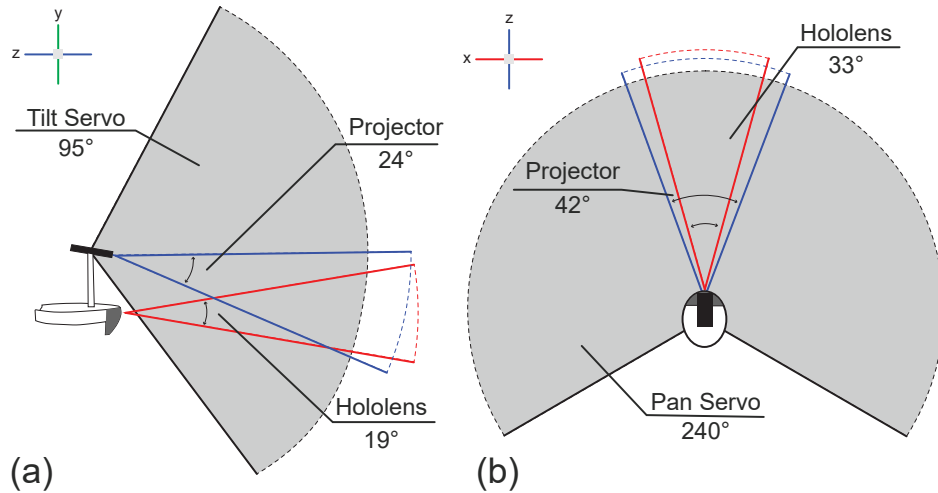 y
z
Tilt Servo
95°
Projector
24°
Hololens
19°
(a)
z
x
Hololens
33°
Projector
42°
Pan Servo
240°
(b)